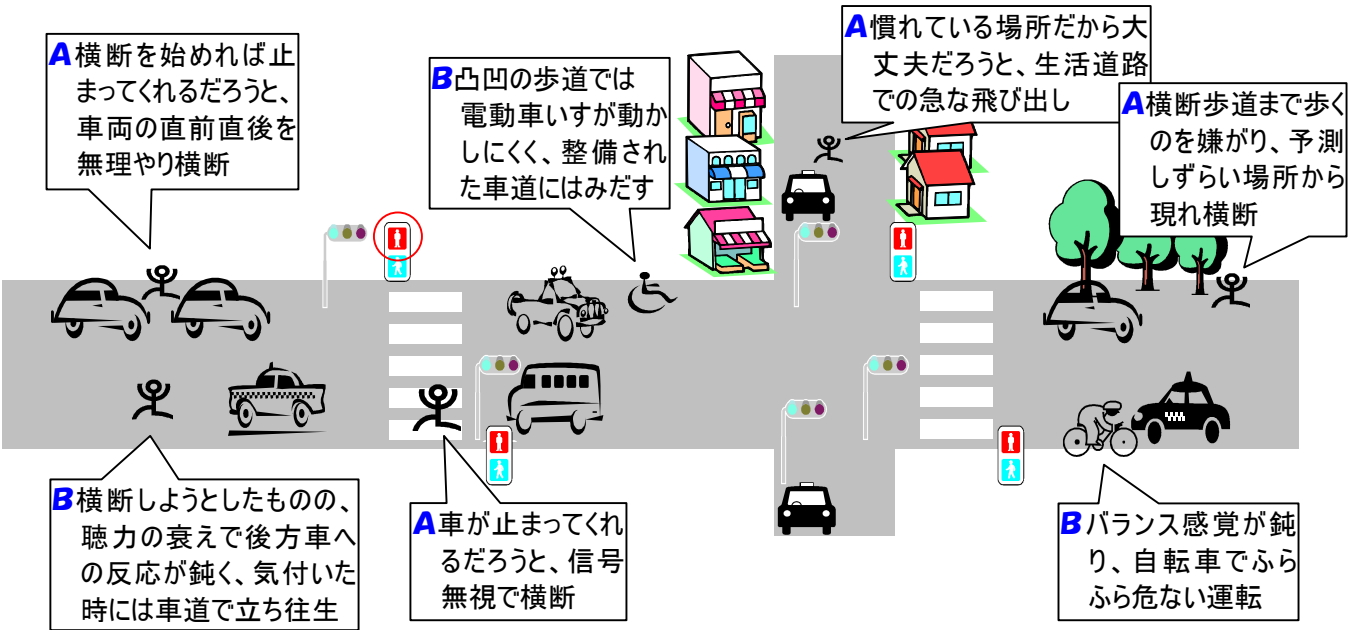 A横断を始めれば止
まってくれるだろうと、
車両の直前直後を
無理やり横断
B凸凹の歩道では
電動車いすが動か
しにくく、整備され
た車道にはみだす
A慣れている場所だから大
丈夫だろうと、生活道路
での急な飛び出し
A横断歩道まで歩く
のを嫌がり、予測
しずらい場所から
現れ横断
B横断しようとしたものの、
聴力の衰えで後方車へ
の反応が鈍く、気付いた
時には車道で立ち往生
A車が止まってくれ
るだろうと、信号
無視で横断
Bバランス感覚が鈍
り、自転車でふら
ふら危ない運転